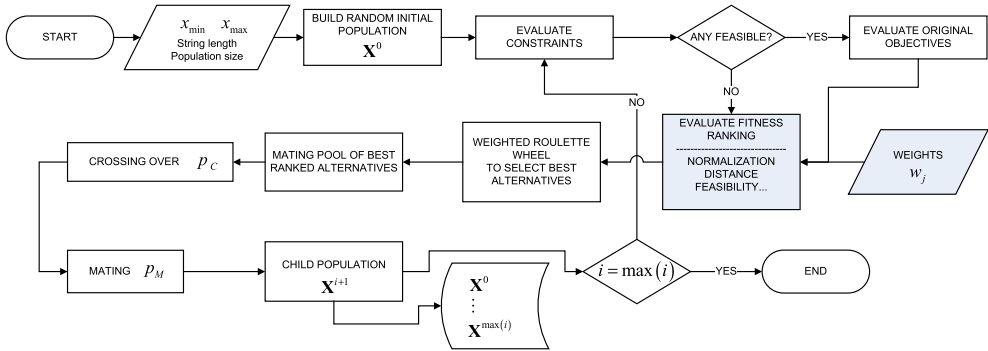 START
x_min x_max
String length
Population size
BUILD RANDOM INITIAL
POPULATION
X^0
EVALUATE
CONSTRAINTS
ANY FEASIBLE?
YES
EVALUATE ORIGINAL
OBJECTIVES
NO
NO
EVALUATE FITNESS
RANKING
NORMALIZATION
DISTANCE
FEASIBILITY...
WEIGHTS
w_j
WEIGHTED ROULETTE
WHEEL
TO SELECT BEST
ALTERNATIVES
MATING POOL OF BEST
RANKED ALTERNATIVES
CROSSING OVER p_C
MATING p_M
CHILD POPULATION
X^{i+1}
X^0
⋮
X^{max(i)}
i = max(i)
YES
END